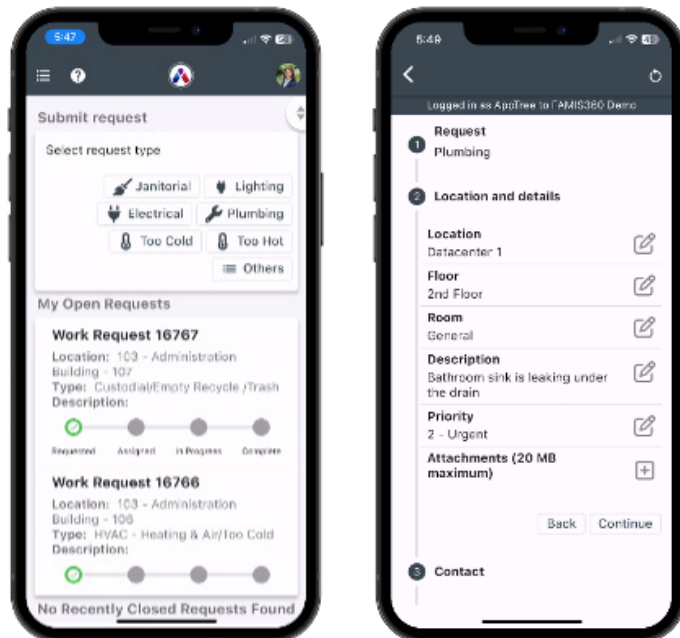 5:47
Submit request
Select request type
Janitorial
Lighting
Electrical
Plumbing
Too Cold
Too Hot
Others
My Open Requests
Work Request 16767
Location: 103 - Administration
Building - 107
Type: Custodial/Empty Recycle /Trash
Description:
Requested Assigned In Progress Complete
Work Request 16766
Location: 103 - Administration
Building - 106
Type: HVAC - Heating & Air/Too Cold
Description:
No Recently Closed Requests Found
5:49
Logged in as AppTree to FAMIS360 Demo
1 Request
Plumbing
2 Location and details
Location
Datacenter 1
Floor
2nd Floor
Room
General
Description
Bathroom sink is leaking under
the drain
Priority
2 - Urgent
Attachments (20 MB
maximum)
Back Continue
3 Contact